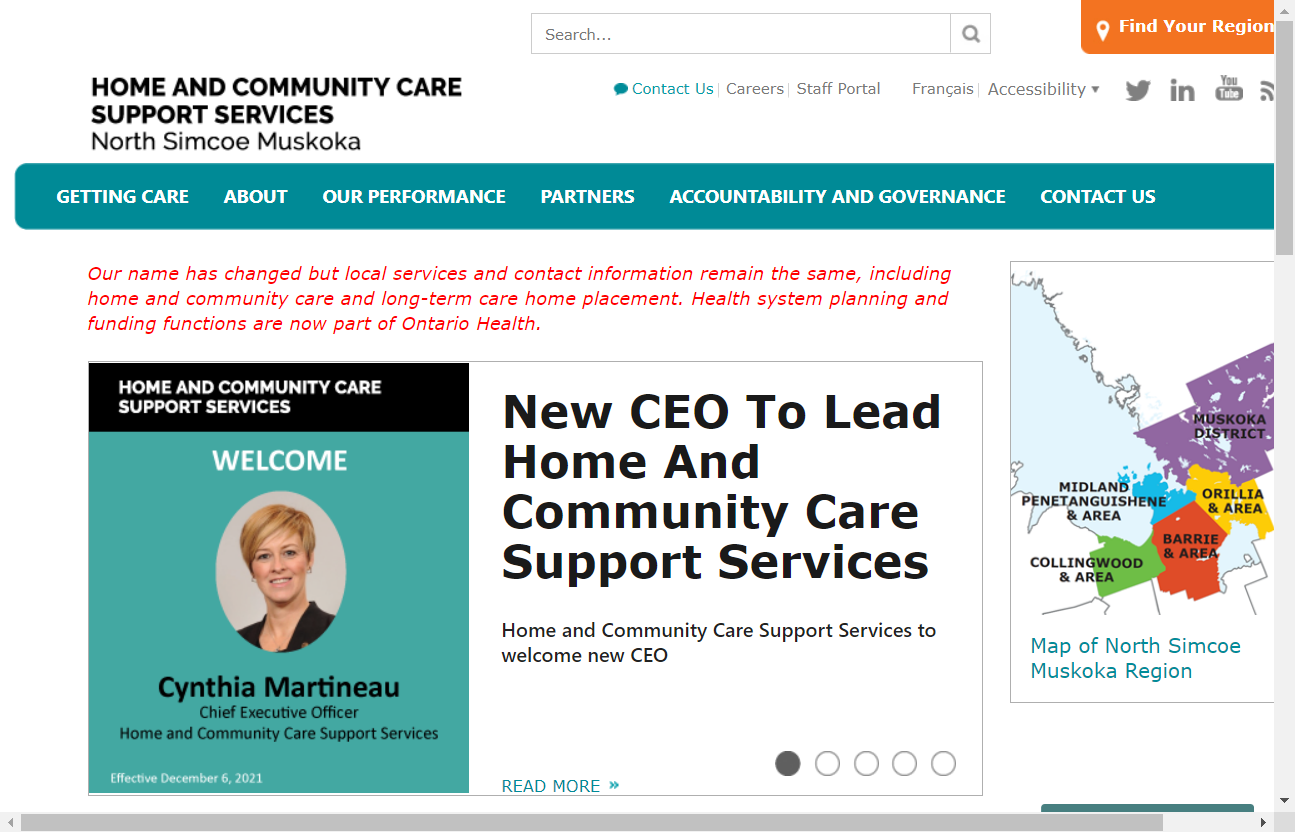 Search...
Find Your Region
HOME AND COMMUNITY CARE
SUPPORT SERVICES
North Simcoe Muskoka
Contact Us
Careers
Staff Portal
Français
Accessibility ▾
You
Tube
GETTING CARE
ABOUT
OUR PERFORMANCE
PARTNERS
ACCOUNTABILITY AND GOVERNANCE
CONTACT US
Our name has changed but local services and contact information remain the same, including
home and community care and long-term care home placement. Health system planning and
funding functions are now part of Ontario Health.
HOME AND COMMUNITY CARE
SUPPORT SERVICES
WELCOME
Cynthia Martineau
Chief Executive Officer
Home and Community Care Support Services
Effective December 6, 2021
New CEO To Lead
Home And
Community Care
Support Services
Home and Community Care Support Services to
welcome new CEO
READ MORE »
MUSKOKA
DISTRICT
MIDLAND
PENETANGUISHENE
& AREA
ORILLIA
& AREA
BARRIE
& AREA
COLLINGWOOD
& AREA
Map of North Simcoe
Muskoka Region